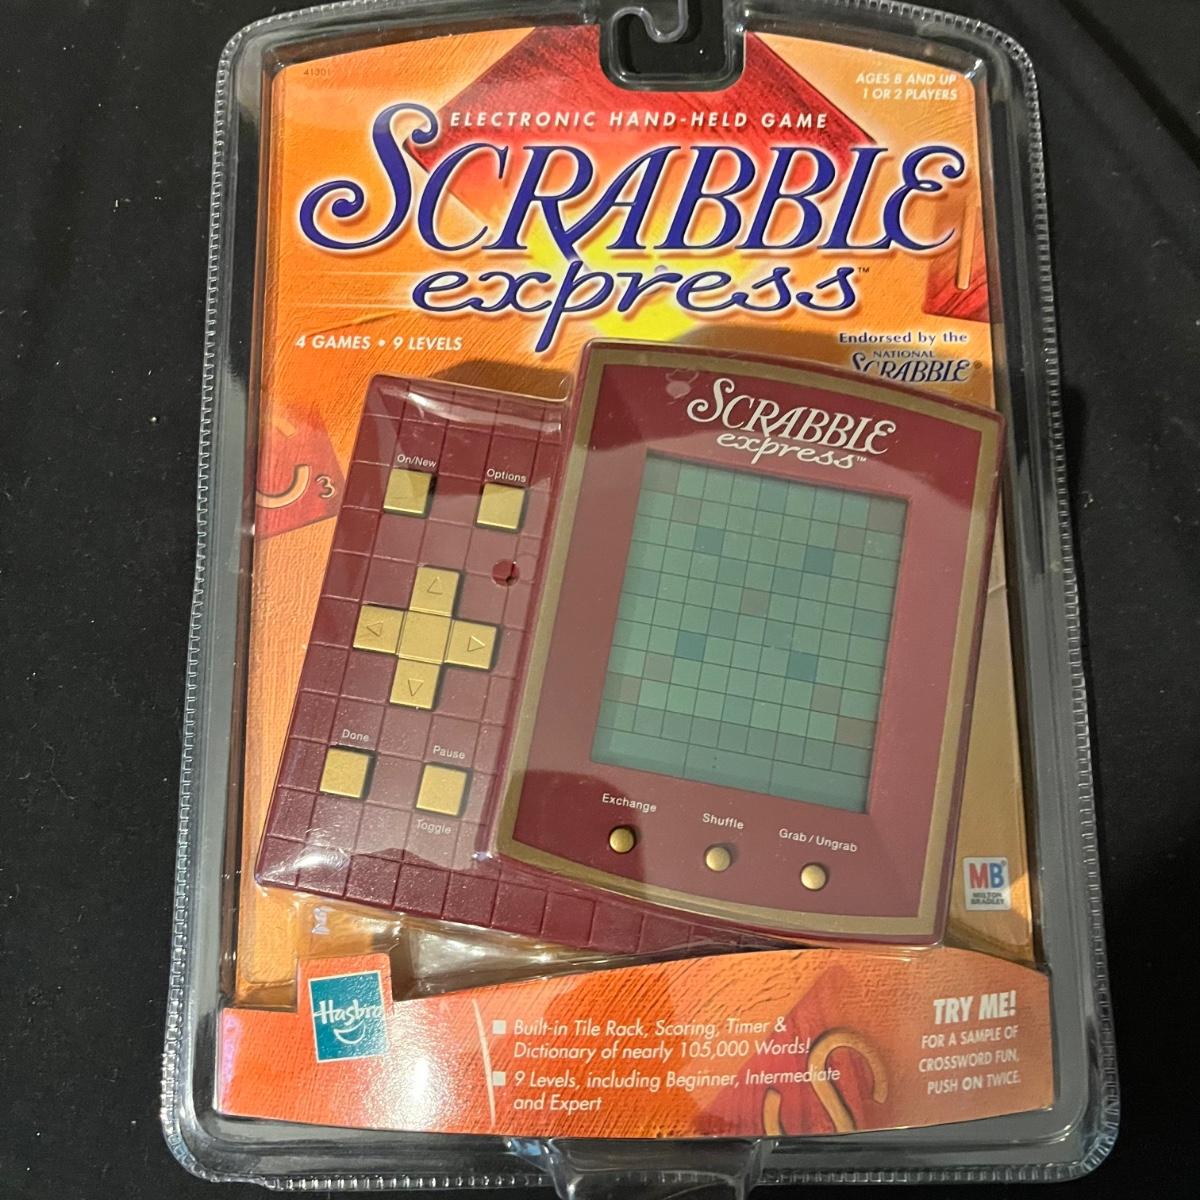 41301
AGES 8 AND UP
1 OR 2 PLAYERS
ELECTRONIC HAND-HELD GAME
SCRABBLE
express™
4 GAMES • 9 LEVELS
Endorsed by the
NATIONAL
SCRABBLE®
SCRABBLE
express™
On/New
Options
3
Done
Pause
Toggle
Exchange
Shuffle
Grab/Ungrab
MB
MILTON
BRADLEY
Hasbro
■ Built-in Tile Rack, Scoring, Timer &
Dictionary of nearly 105,000 Words!
■ 9 Levels, including Beginner, Intermediate
and Expert
TRY ME!
FOR A SAMPLE OF
CROSSWORD FUN,
PUSH ON TWICE.